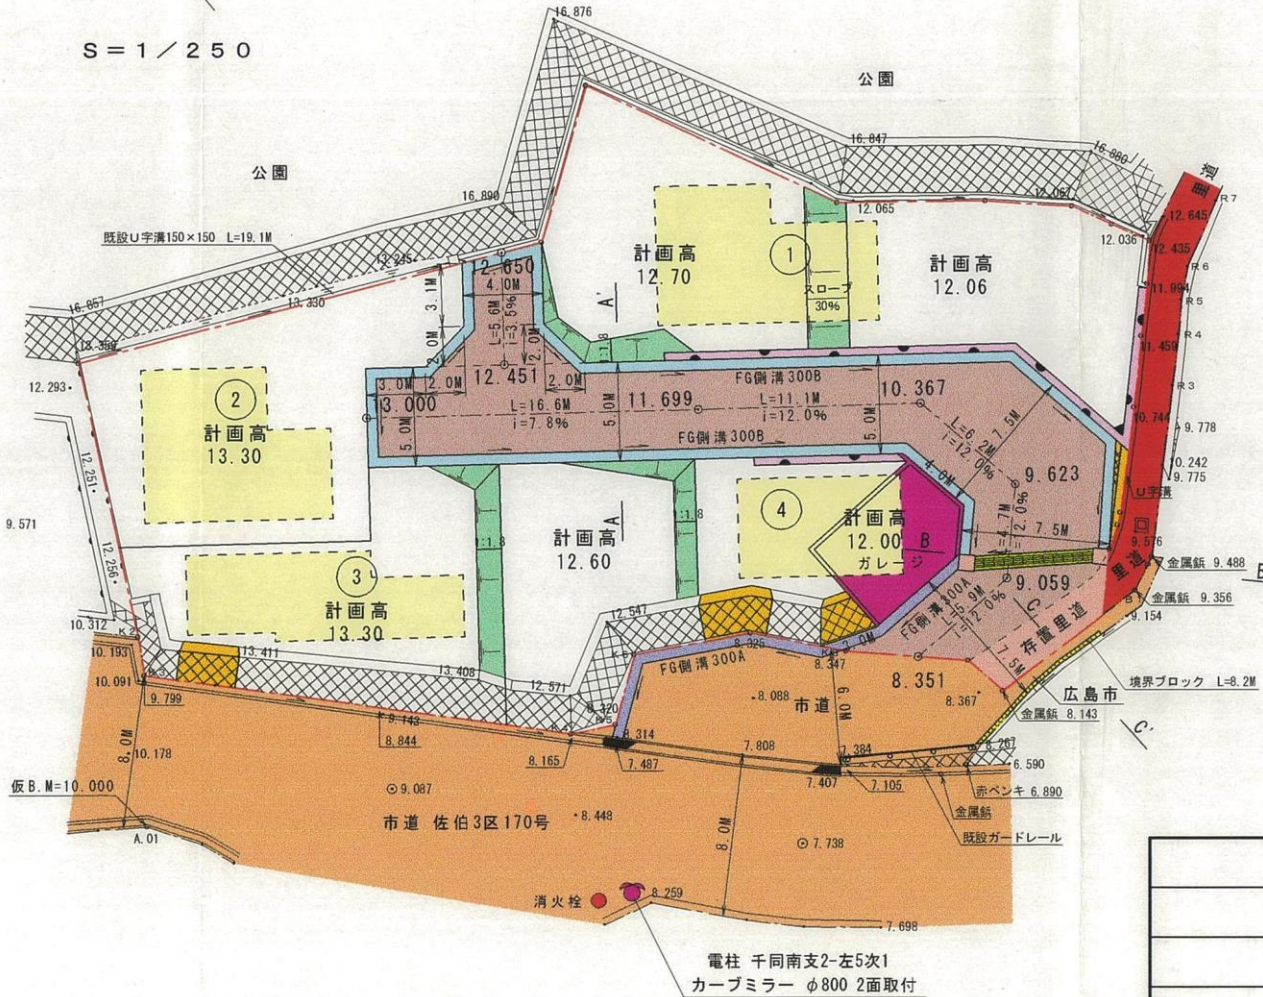 S=1/250
16.876
公園
公園
16.847
16.880
里道
R7
16.890
既設U字溝150×150 L=19.1M
13.245
13.330
16.857
13.359
12.065
12.067
12.036
12.645
12.435
R6
11.994
R5
R4
11.459
R3
10.744
9.778
10.242
9.775
U字溝
9.576
計画高
12.70
①
スロープ
30%
計画高
12.06
A'
2.650
4.0M
L=5.6M
i=3.5%
3.1M
2.0M
2.0M
1:1.8
12.451
2.0M
3.0M
2.0M
13.000
5.0M
L=16.6M
i=7.8%
5.0M
11.699
FG側溝300B
L=11.1M
i=12.0%
10.367
5.0M
FG側溝300B
L=6.2M
i=12.0%
7.5M
9.623
4.0M
L=4.7M
i=12.0%
7.5M
12.293
②
計画高
13.30
12.251
9.571
12.256
③
計画高
13.30
1:1.8
計画高
12.60
A
1:1.8
④
計画高
12.00
ガレージ
B
9.059
里道
金属鋲 9.488
金属鋲 9.356
9.154
存置里道
C
FG側溝300A
L=5.9M
7.5M
3.0M
境界ブロック L=8.2M
広島市
金属鋲 8.143
C'
10.312
K2
10.193
K3
10.091
9.799
13.411
13.408
12.571
12.547
8.325
8.347
FG側溝300A
8.351
8.367
8.088
市道
6.0M
8.320
K5
K4
8.314
8.165
7.487
7.808
7.384
7.407
7.105
8.267
6.590
赤ペンキ 6.890
金属鋲
既設ガードレール
9.143
8.844
8.0M
10.178
仮B.M=10.000
A.01
9.087
市道 佐伯3区170号
8.448
8.0M
7.738
消火栓
8.259
7.698
電柱 千同南支2-左5次1
カーブミラー φ800 2面取付